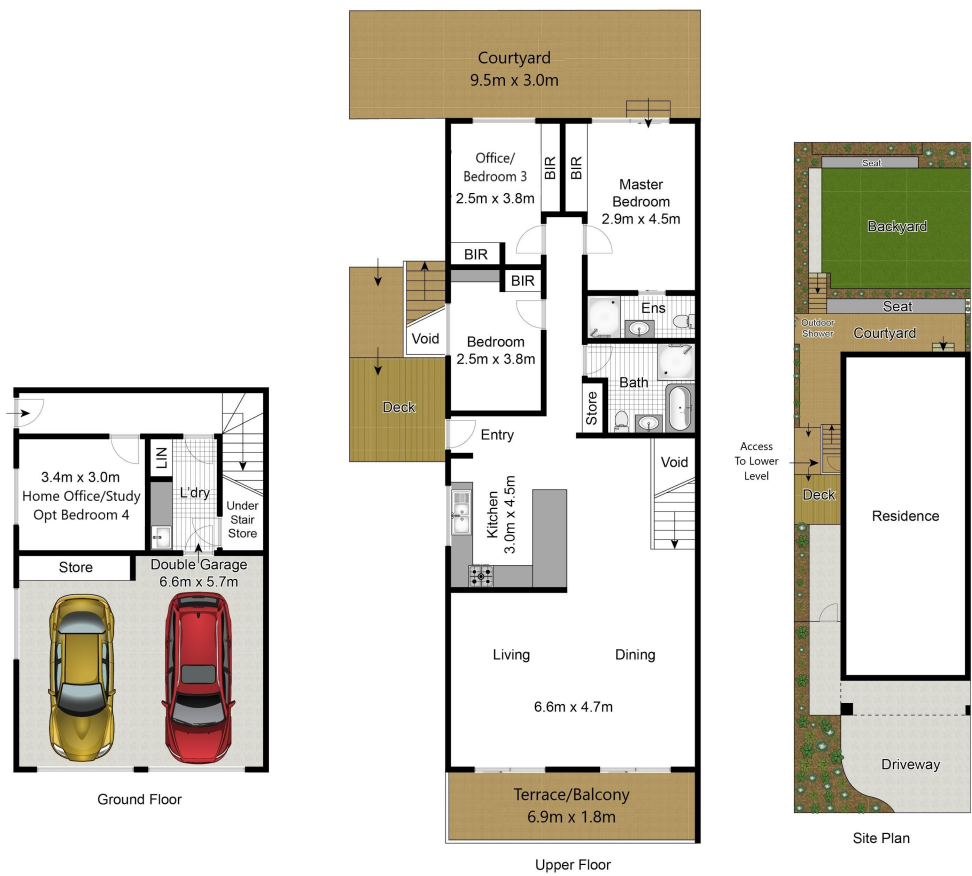 3.4m x 3.0m
Home Office/Study
Opt Bedroom 4
LIN
L'dry
Under
Stair
Store
Store
Double Garage
6.6m x 5.7m
Ground Floor
Courtyard
9.5m x 3.0m
Office/
Bedroom 3
2.5m x 3.8m
BIR
BIR
Master
Bedroom
2.9m x 4.5m
BIR
BIR
Void
Bedroom
2.5m x 3.8m
Ens
Bath
Store
Deck
Entry
Void
Kitchen
3.0m x 4.5m
Living
Dining
6.6m x 4.7m
Terrace/Balcony
6.9m x 1.8m
Upper Floor
Seat
Backyard
Seat
Outdoor
Shower
Courtyard
Access
To Lower
Level
Deck
Residence
Driveway
Site Plan